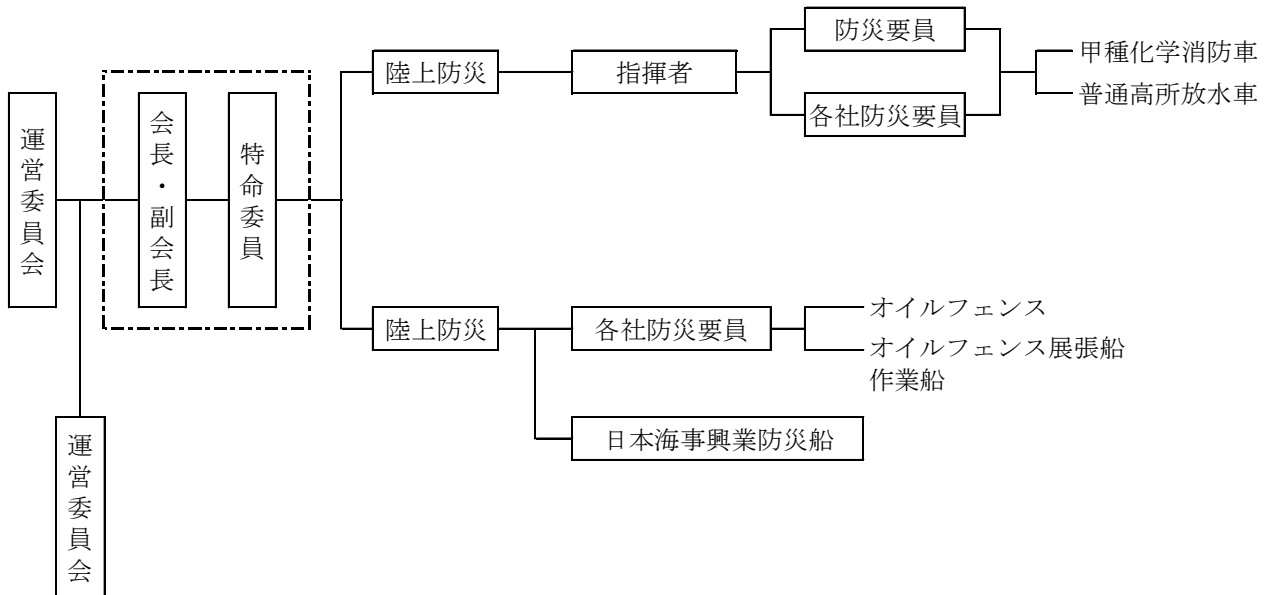 運営委員会
会長・副会長
特命委員
陸上防災
指揮者
防災要員
各社防災要員
甲種化学消防車
普通高所放水車
陸上防災
各社防災要員
オイルフェンス
オイルフェンス展張船
作業船
日本海事興業防災船
運営委員会